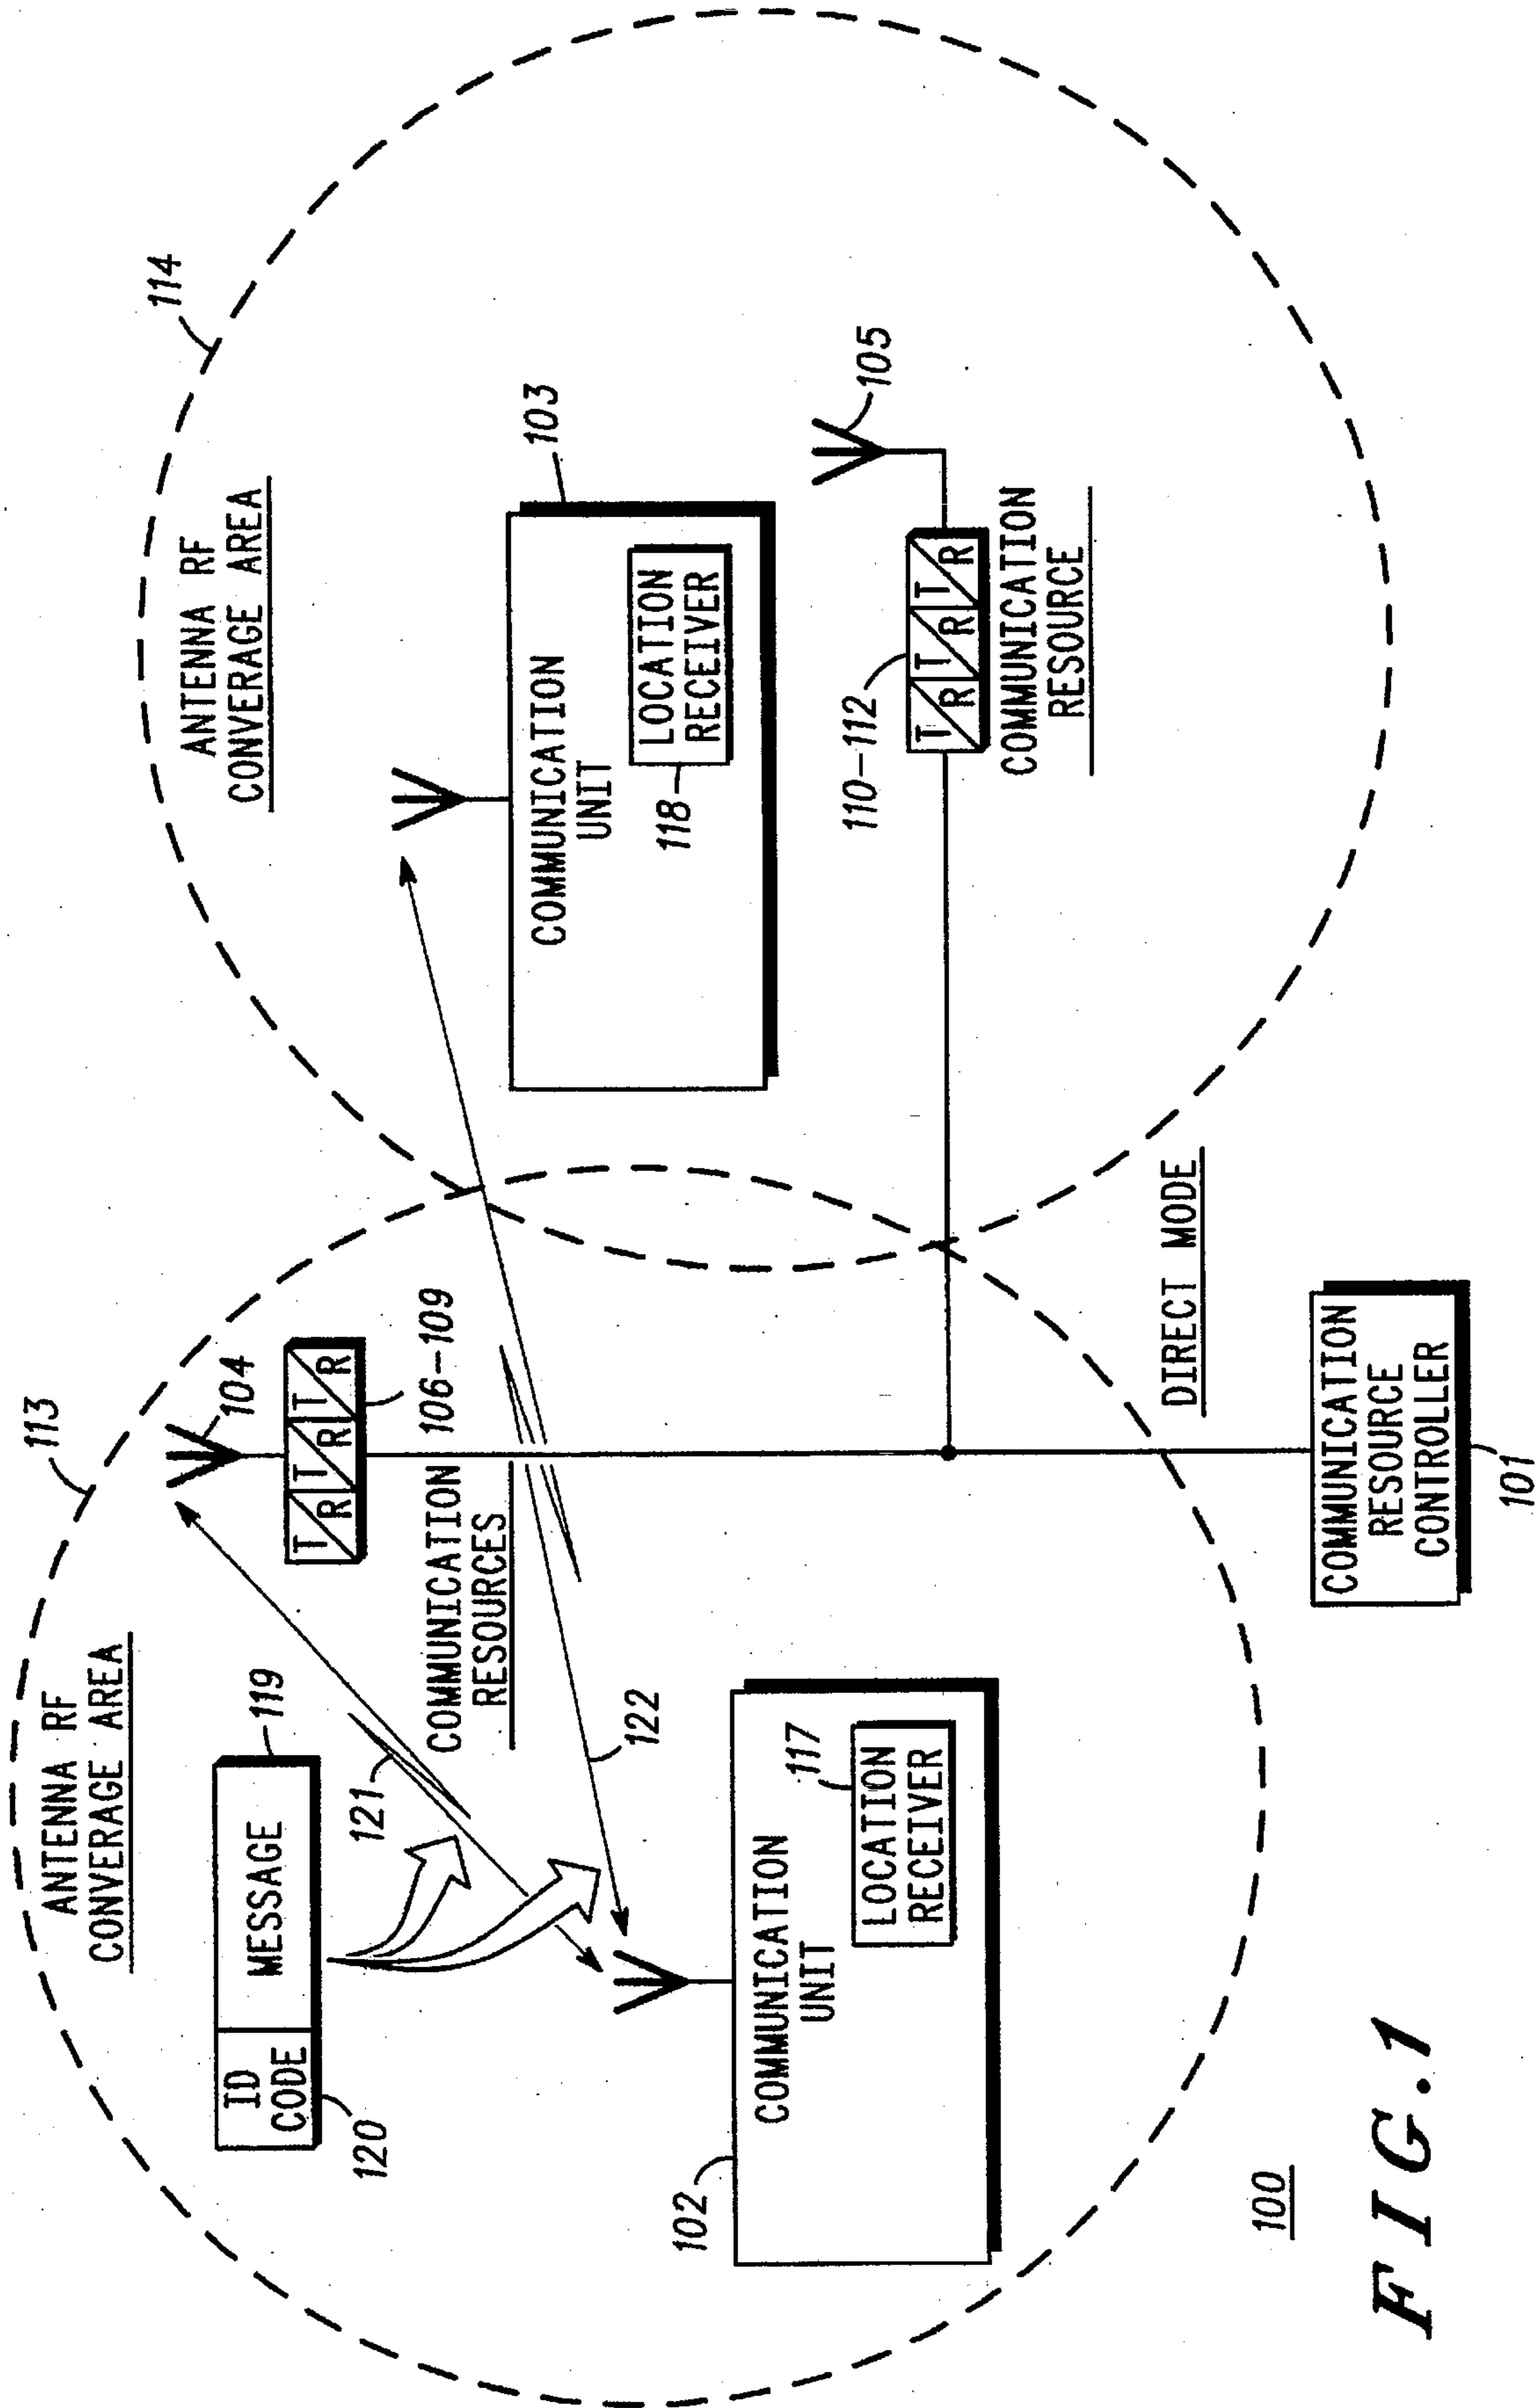 113
ANTENNA RF
CONVERAGE AREA
ID
CODE
MESSAGE
119
120
121
104
T R T R T R
106-109
COMMUNICATION
RESOURCES
122
102
COMMUNICATION
UNIT
117
LOCATION
RECEIVER
114
ANTENNA RF
CONVERAGE AREA
103
COMMUNICATION
UNIT
LOCATION
RECEIVER
118
105
110-112
T R T R T R
COMMUNICATION
RESOURCE
DIRECT MODE
COMMUNICATION
RESOURCE
CONTROLLER
101
100
FIG.1